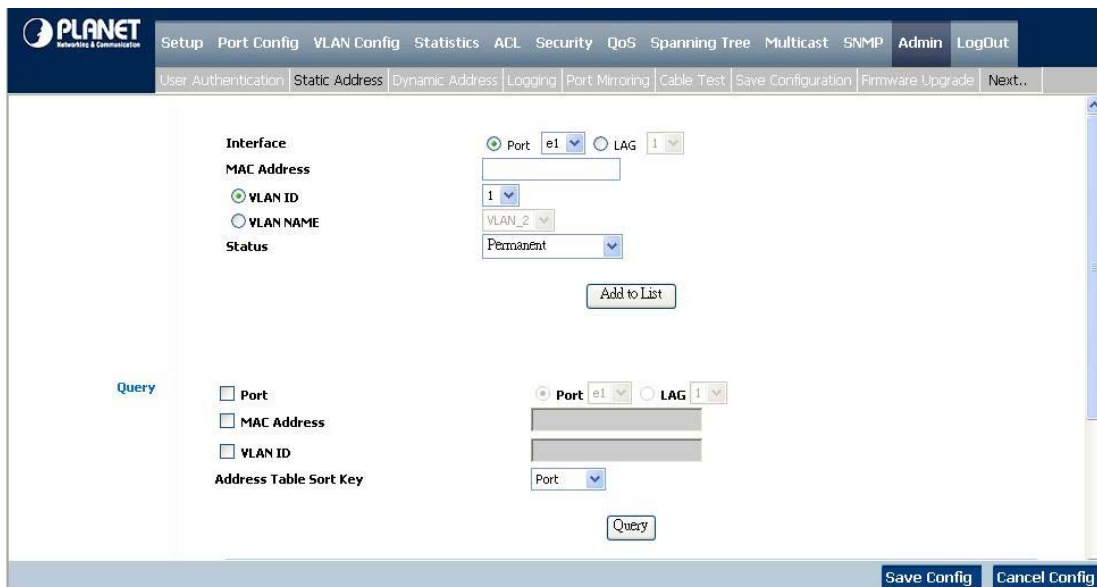 PLANET
Networking & Communication
Setup Port Config VLAN Config Statistics ACL Security QoS Spanning Tree Multicast SNMP Admin LogOut
User Authentication Static Address Dynamic Address Logging Port Mirroring Cable Test Save Configuration Firmware Upgrade Next..
Interface Port e1 LAG 1
MAC Address
VLAN ID 1
VLAN NAME VLAN_2
Status Permanent
Add to List
Query Port Port e1 LAG 1
MAC Address
VLAN ID
Address Table Sort Key Port
Query
Save Config Cancel Config